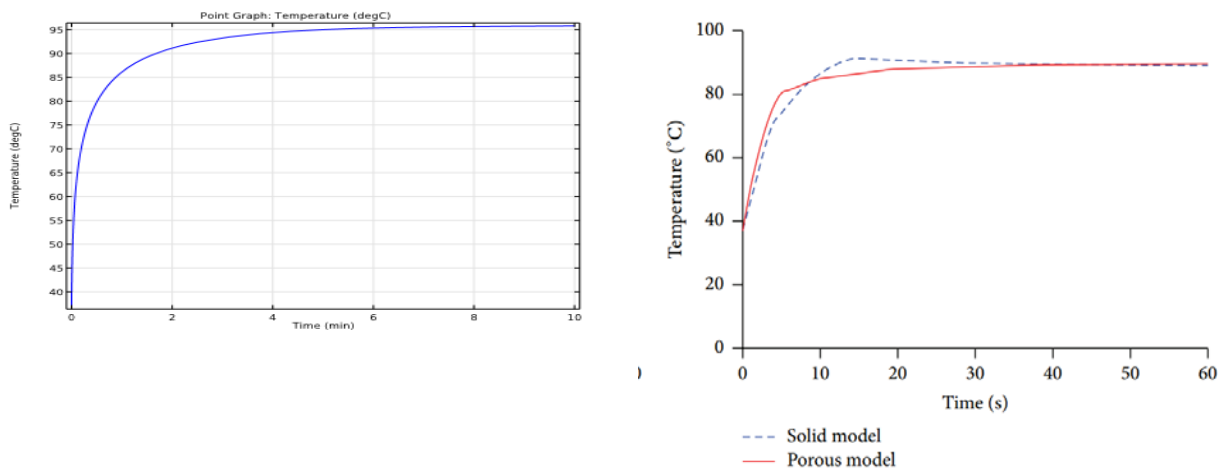 Point Graph: Temperature (degC)
Temperature (degC)
95
90
85
80
75
70
65
60
55
50
45
40
0 2 4 6 8 10
Time (min)
Temperature (°C)
100
80
60
40
20
0
0 10 20 30 40 50 60
Time (s)
Solid model
Porous model